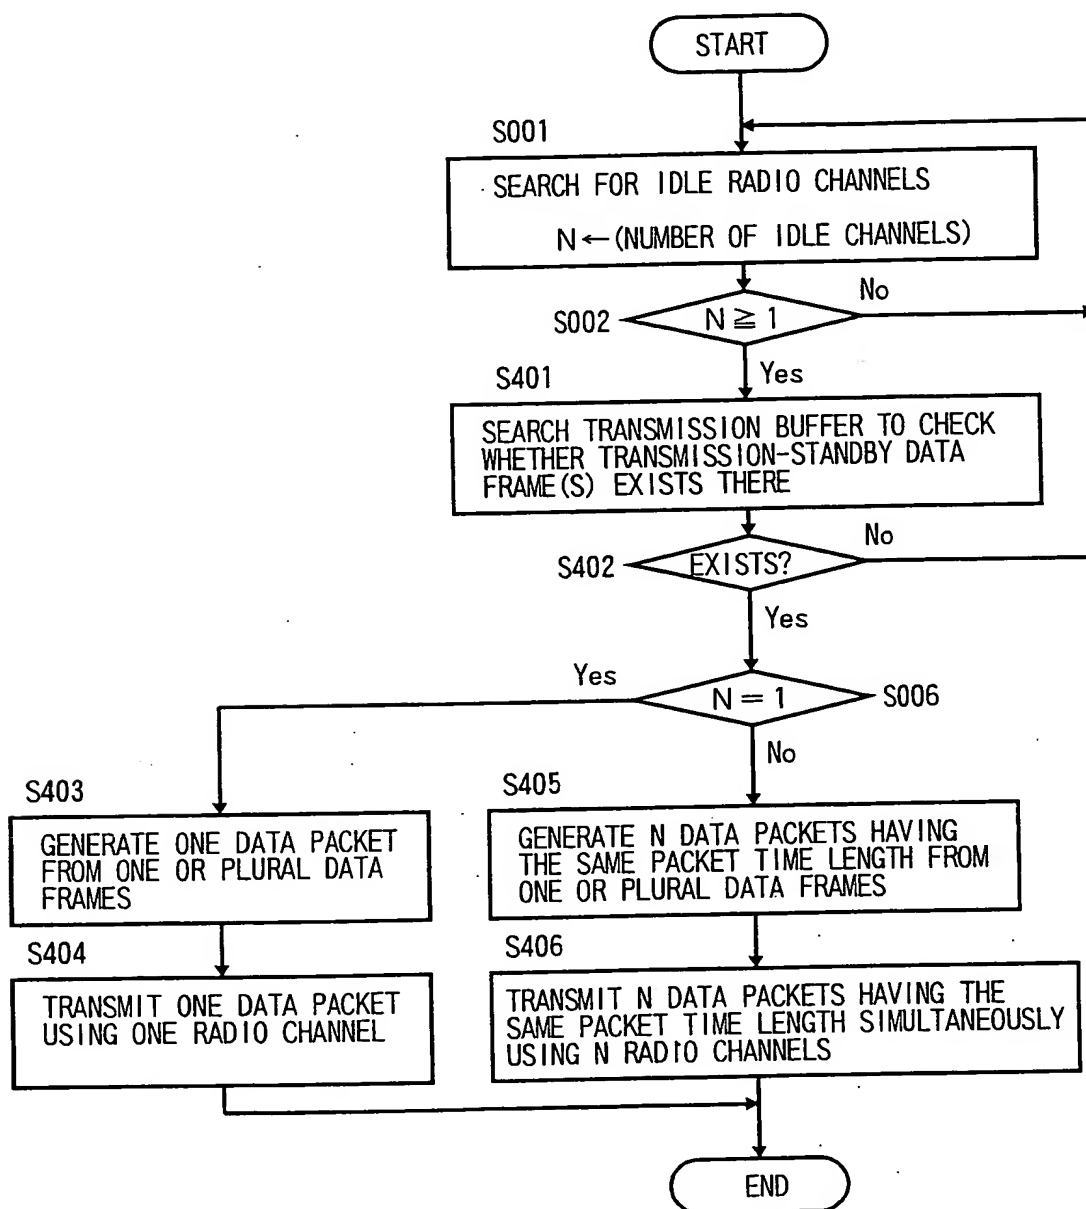 START
S001
SEARCH FOR IDLE RADIO CHANNELS
N←(NUMBER OF IDLE CHANNELS)
S002
N≧1
No
Yes
S401
SEARCH TRANSMISSION BUFFER TO CHECK
WHETHER TRANSMISSION-STANDBY DATA
FRAME(S) EXISTS THERE
S402
EXISTS?
No
Yes
Yes
N=1
S006
No
S403
GENERATE ONE DATA PACKET
FROM ONE OR PLURAL DATA
FRAMES
S405
GENERATE N DATA PACKETS HAVING
THE SAME PACKET TIME LENGTH FROM
ONE OR PLURAL DATA FRAMES
S404
TRANSMIT ONE DATA PACKET
USING ONE RADIO CHANNEL
S406
TRANSMIT N DATA PACKETS HAVING THE
SAME PACKET TIME LENGTH SIMULTANEOUSLY
USING N RADIO CHANNELS
END